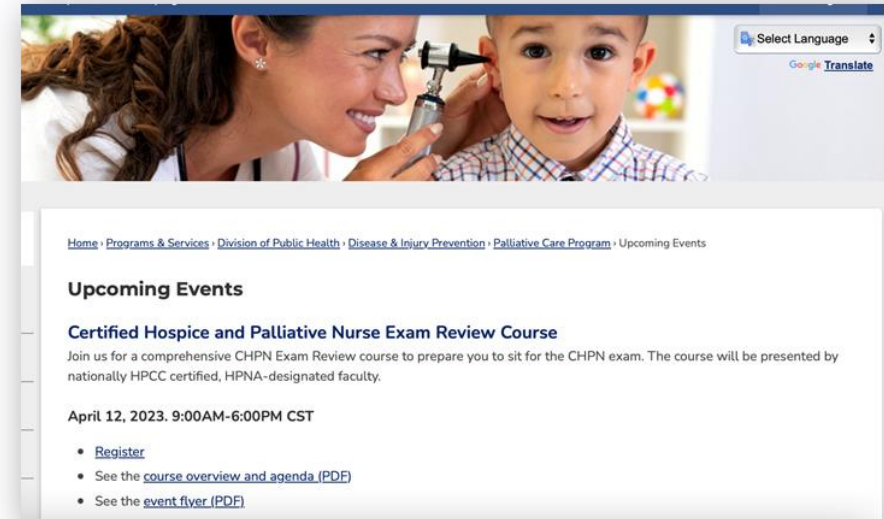 Select Language
Google Translate
Home › Programs & Services › Division of Public Health › Disease & Injury Prevention › Palliative Care Program › Upcoming Events
Upcoming Events
Certified Hospice and Palliative Nurse Exam Review Course
Join us for a comprehensive CHPN Exam Review course to prepare you to sit for the CHPN exam. The course will be presented by
nationally HPCC certified, HPNA-designated faculty.
April 12, 2023. 9:00AM-6:00PM CST
• Register
• See the course overview and agenda (PDF)
• See the event flyer (PDF)